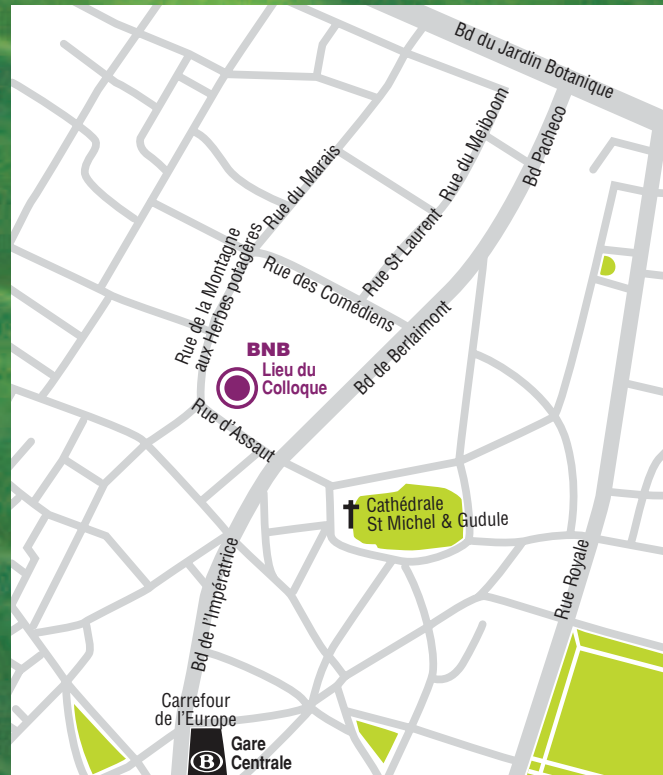 Bd du Jardin Botanique
Bd Pacheco
Rue du Meiboom
Rue du Marais
Rue St Laurent
Rue de la Montagne
aux Herbes potagères
Rue des Comédiens
Bd de Berlaimont
BNB
Lieu du
Colloque
Rue d'Assaut
Cathédrale
St Michel & Gudule
Bd de l'Impératrice
Rue Royale
Carrefour
de l'Europe
B
Gare
Centrale